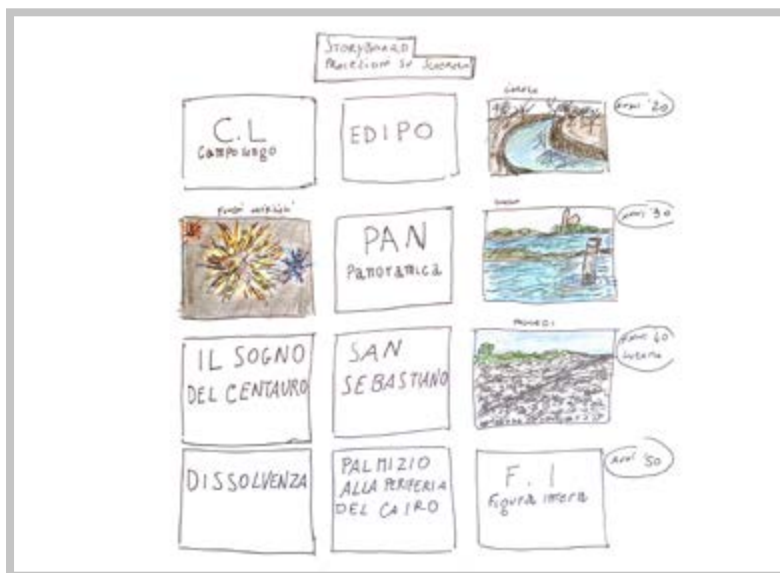 STORYBOARD
PROIEZIONI SU SCHERMO
C.L
Campo lungo
EDIPO
ANNI '20
FUOCHI ARTIFICIALI
PAN
Panoramica
ANNI '30
IL SOGNO
DEL CENTAURO
SAN
SEBASTIANO
ANNI 40
DISSOLVENZA
PALMIZIO
ALLA PERIFERIA
DEL CAIRO
F. I
Figura intera
ANNI '50